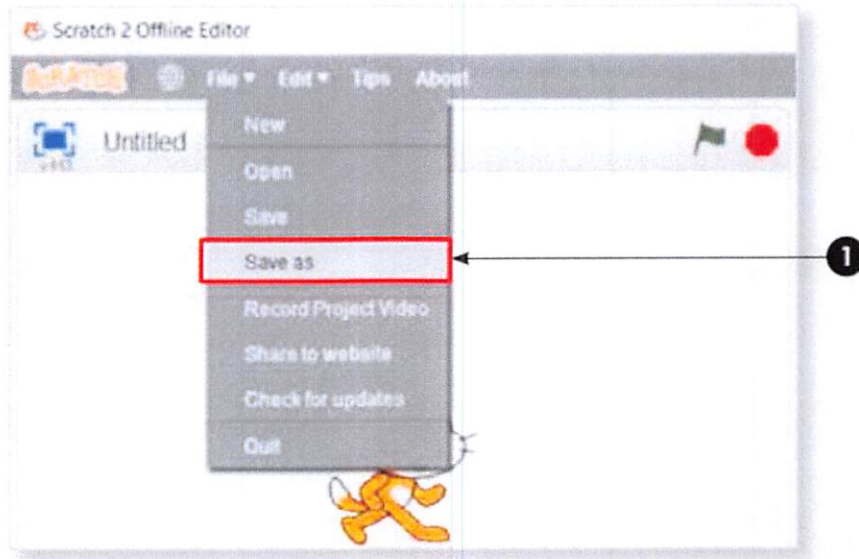 Scratch 2 Offline Editor
SCRATCH File Edit Tips About
Untitled
New
Open
Save
Save as
Record Project Video
Share to website
Check for updates
Quit
1